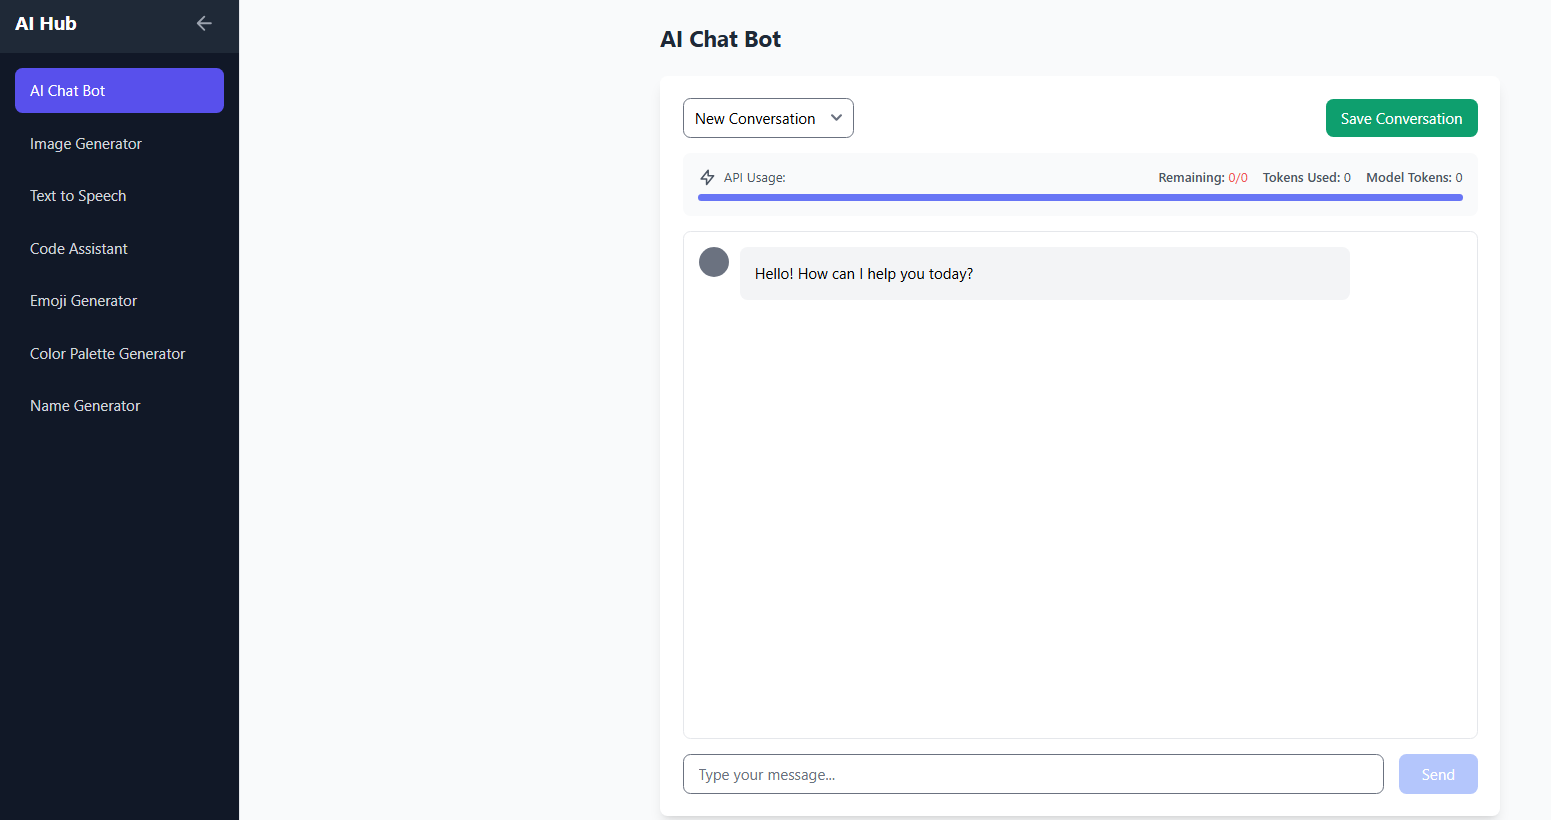 AI Hub
AI Chat Bot
Image Generator
Text to Speech
Code Assistant
Emoji Generator
Color Palette Generator
Name Generator
AI Chat Bot
New Conversation
Save Conversation
API Usage:
Remaining: 0/0 Tokens Used: 0 Model Tokens: 0
Hello! How can I help you today?
Type your message...
Send